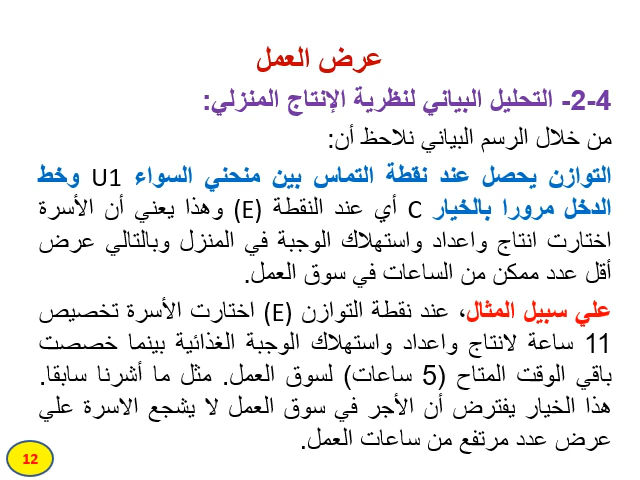 عرض العمل
2-4- التحليل البياني لنظرية الإنتاج المنزلي:
من خلال الرسم البياني نلاحظ أن:
التوازن يحصل عند نقطة التماس بين منحني السواء U1 وخط
الدخل مرورا بالخيار C أي عند النقطة (E) وهذا يعني أن الأسرة
اختارت انتاج واعداد واستهلاك الوجبة في المنزل وبالتالي عرض
أقل عدد ممكن من الساعات في سوق العمل.
علي سبيل المثال، عند نقطة التوازن (E) اختارت الأسرة تخصيص
11 ساعة لانتاج واعداد واستهلاك الوجبة الغذائية بينما خصصت
باقي الوقت المتاح (5 ساعات) لسوق العمل. مثل ما أشرنا سابقا.
هذا الخيار يفترض أن الأجر في سوق العمل لا يشجع الاسرة علي
عرض عدد مرتفع من ساعات العمل.
12